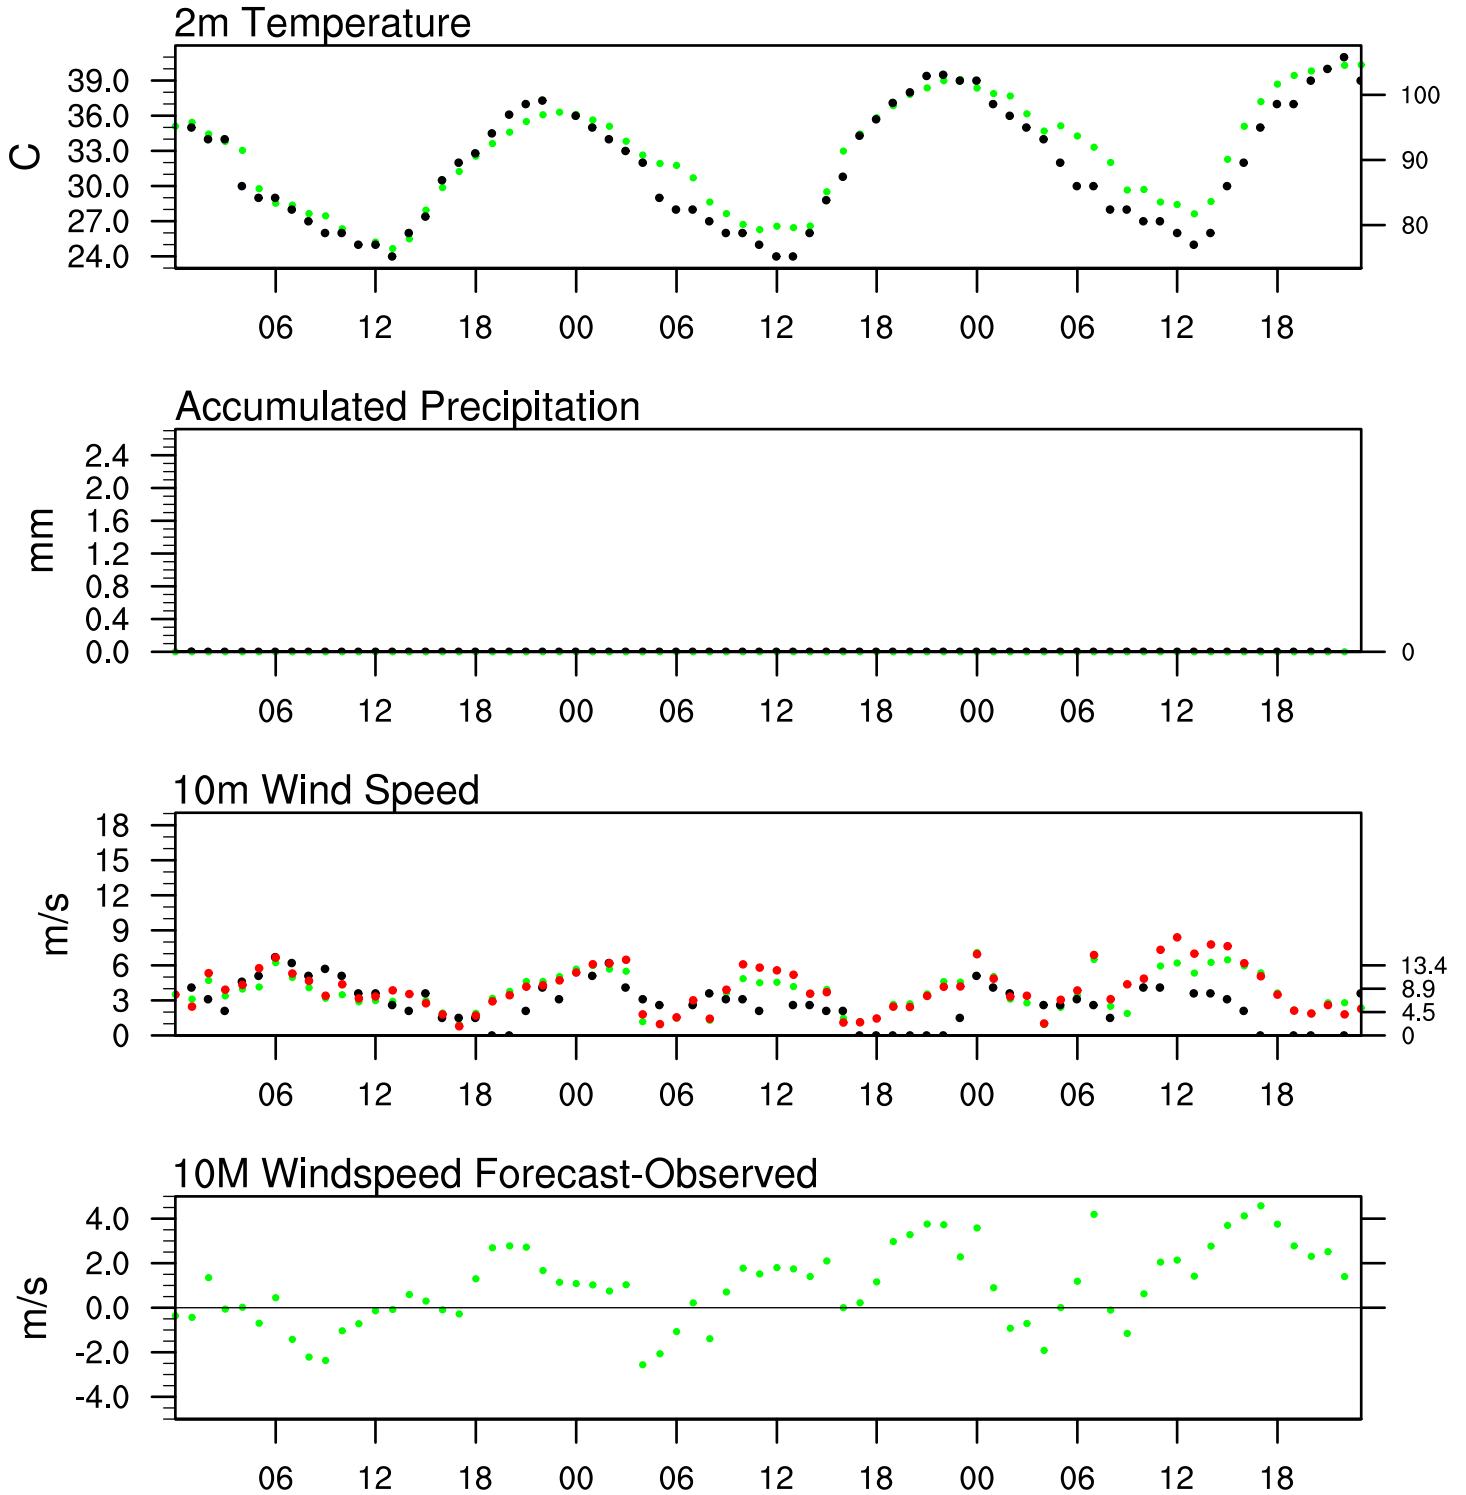 2m Temperature
39.0
36.0
33.0
30.0
27.0
24.0
C
100
90
80
06 12 18 00 06 12 18 00 06 12 18
Accumulated Precipitation
2.4
2.0
1.6
1.2
0.8
0.4
0.0
mm
0
06 12 18 00 06 12 18 00 06 12 18
10m Wind Speed
18
15
12
9
6
3
0
m/s
13.4
8.9
4.5
0
06 12 18 00 06 12 18 00 06 12 18
10M Windspeed Forecast-Observed
4.0
2.0
0.0
-2.0
-4.0
m/s
06 12 18 00 06 12 18 00 06 12 18